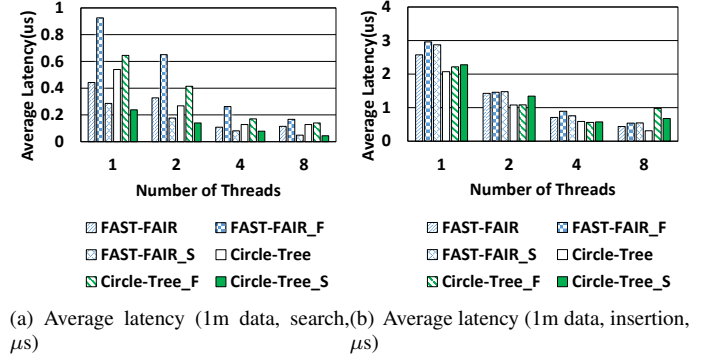 1
0.8
0.6
0.4
0.2
0
Average Latency(us)
1 2 4 8
Number of Threads
FAST-FAIR FAST-FAIR_F
FAST-FAIR_S Circle-Tree
Circle-Tree_F Circle-Tree_S
(a) Average latency (1m data, search,
μs)
4
3
2
1
0
Average Latency(us)
1 2 4 8
Number of Threads
FAST-FAIR FAST-FAIR_F
FAST-FAIR_S Circle-Tree
Circle-Tree_F Circle-Tree_S
(b) Average latency (1m data, insertion,
μs)